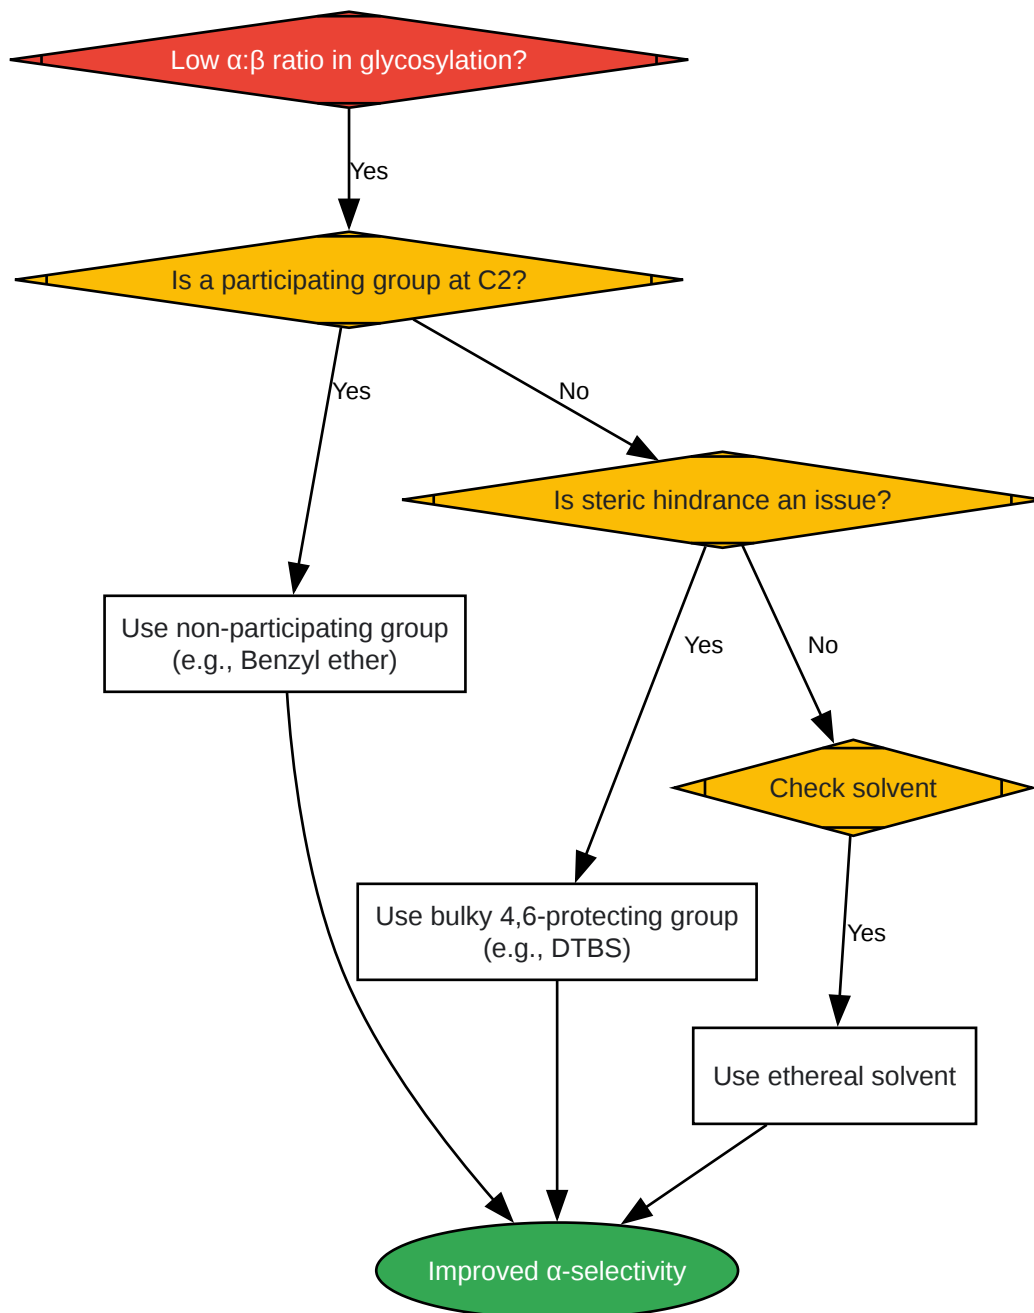 Low α:β ratio in glycosylation?
Yes
Is a participating group at C2?
Yes
No
Is steric hindrance an issue?
Use non-participating group
(e.g., Benzyl ether)
Yes
No
Check solvent
Use bulky 4,6-protecting group
(e.g., DTBS)
Yes
Use ethereal solvent
Improved α-selectivity